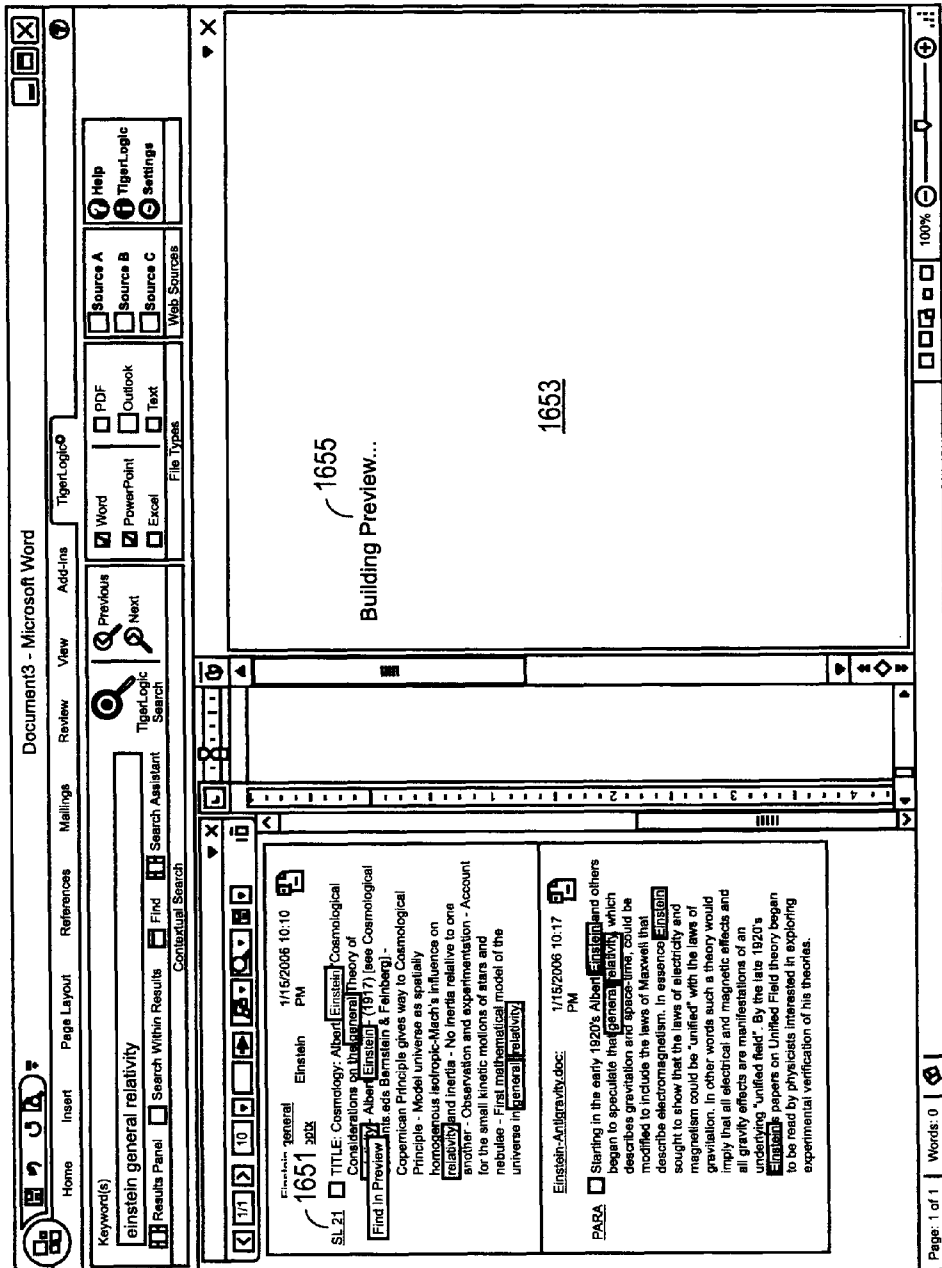 Document3 - Microsoft Word
Home Insert Page Layout References Mailings Review View Add-Ins TigerLogic
Keyword(s)
einstein general relativity
Results Panel Search Within Results Find Search Assistant
TigerLogic
Search
Previous
Next
Contextual Search
Word
PowerPoint
Excel
PDF
Outlook
Text
File Types
Source A
Source B
Source C
Web Sources
Help
TigerLogic
Settings
1/1 10
Einstein general
Einstein
1/15/2006 10:10
PM
1651
SL 21 TITLE: Cosmology: Albert Einstein Cosmological
Considerations on the general Theory of
Albert Einstein - (1917) [see Cosmological
Find In Preview eds Bernstein & Feinberg] -
Copernican Principle gives way to Cosmological
Principle - Model universe as spatially
homogenous isotropic-Mach's influence on
relativity and inertia - No inertia relative to one
another - Observation and experimentation - Account
for the small kinetic motions of stars and
nebulae - First mathematical model of the
universe in general relativity
Einstein-Antigravity.doc:
1/15/2006 10:17
PM
PARA Starting in the early 1920's Albert Einstein and others
began to speculate that general relativity, which
describes gravitation and space-time, could be
modified to include the laws of Maxwell that
describe electromagnetism. In essence Einstein
sought to show that the laws of electricity and
magnetism could be "unified" with the laws of
gravitation. In other words such a theory would
imply that all electrical and magnetic effects and
all gravity effects are manifestations of an
underlying "unified field". By the late 1920's
Einstein's papers on Unified Field theory began
to be read by physicists interested in exploring
experimental verification of his theories.
1 2 3 4
1655
Building Preview...
1653
Page: 1 of 1 Words: 0
100%